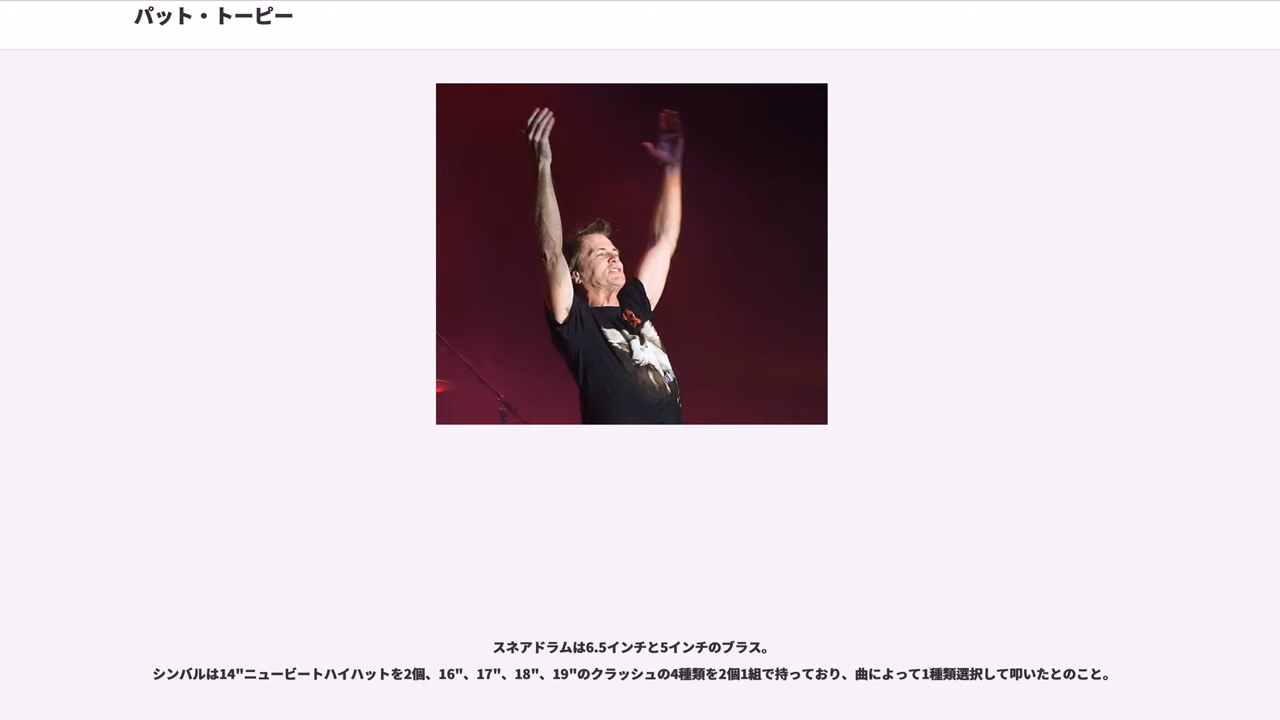 パット・トーピー
スネアドラムは6.5インチと5インチのブラス。
シンバルは14"ニュービートハイハットを2個、16"、17"、18"、19"のクラッシュの4種類を2個1組で持っており、曲によって1種類選択して叩いたとのこと。